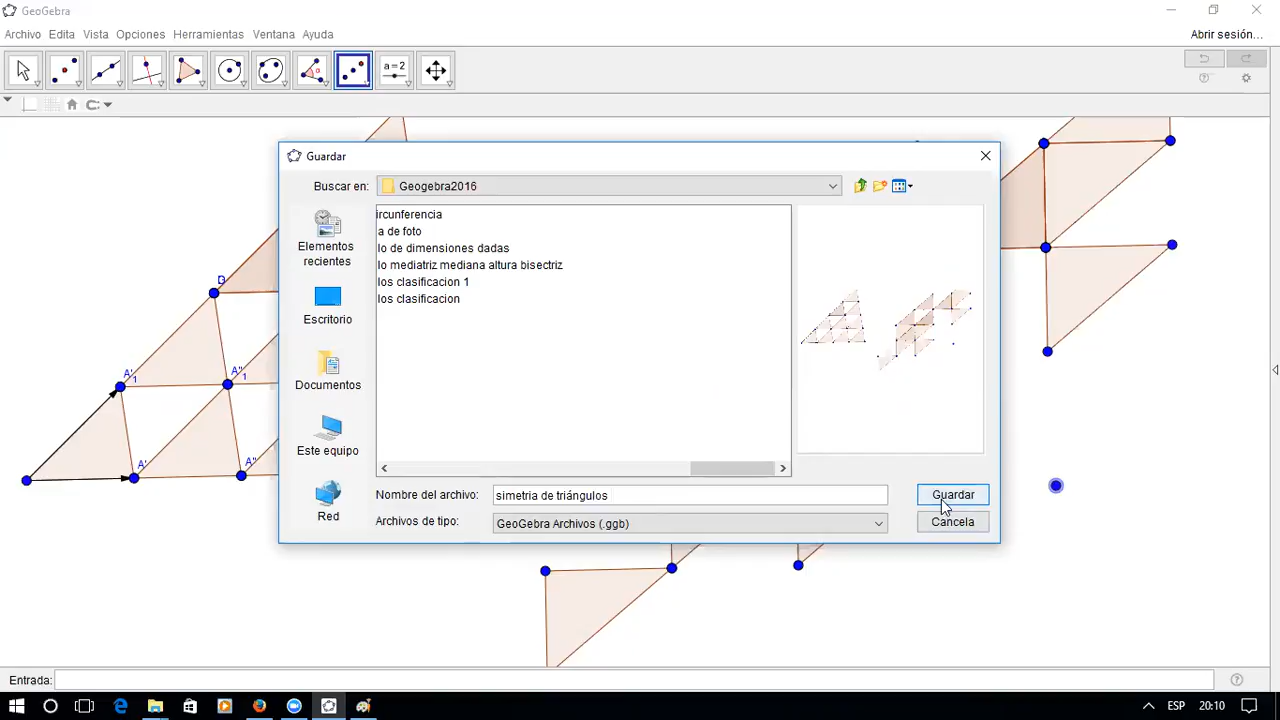 GeoGebra
Archivo Edita Vista Opciones Herramientas Ventana Ayuda
Abrir sesión...
a=2
Guardar
Buscar en: Geogebra2016
Elementos recientes
Escritorio
Documentos
Este equipo
Red
ircunferencia
a de foto
lo de dimensiones dadas
lo mediatriz mediana altura bisectriz
los clasificacion 1
los clasificacion
Nombre del archivo: simetria de triángulos
Guardar
Archivos de tipo: GeoGebra Archivos (.ggb)
Cancela
A'1
A''1
A'
A''
Entrada:
ESP 20:10